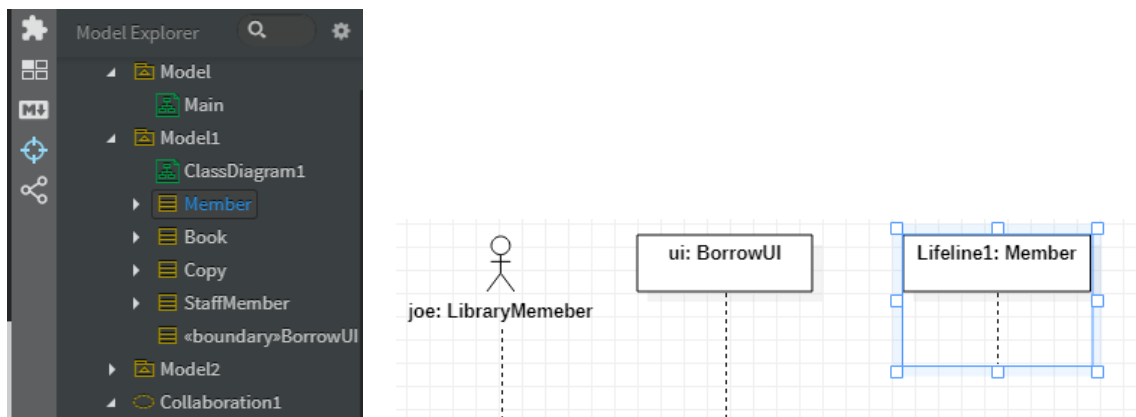 Model Explorer
Model
Main
Model1
ClassDiagram1
Member
Book
Copy
StaffMember
«boundary»BorrowUI
Model2
Collaboration1
M
joe: LibraryMemeber
ui: BorrowUI
Lifeline1: Member